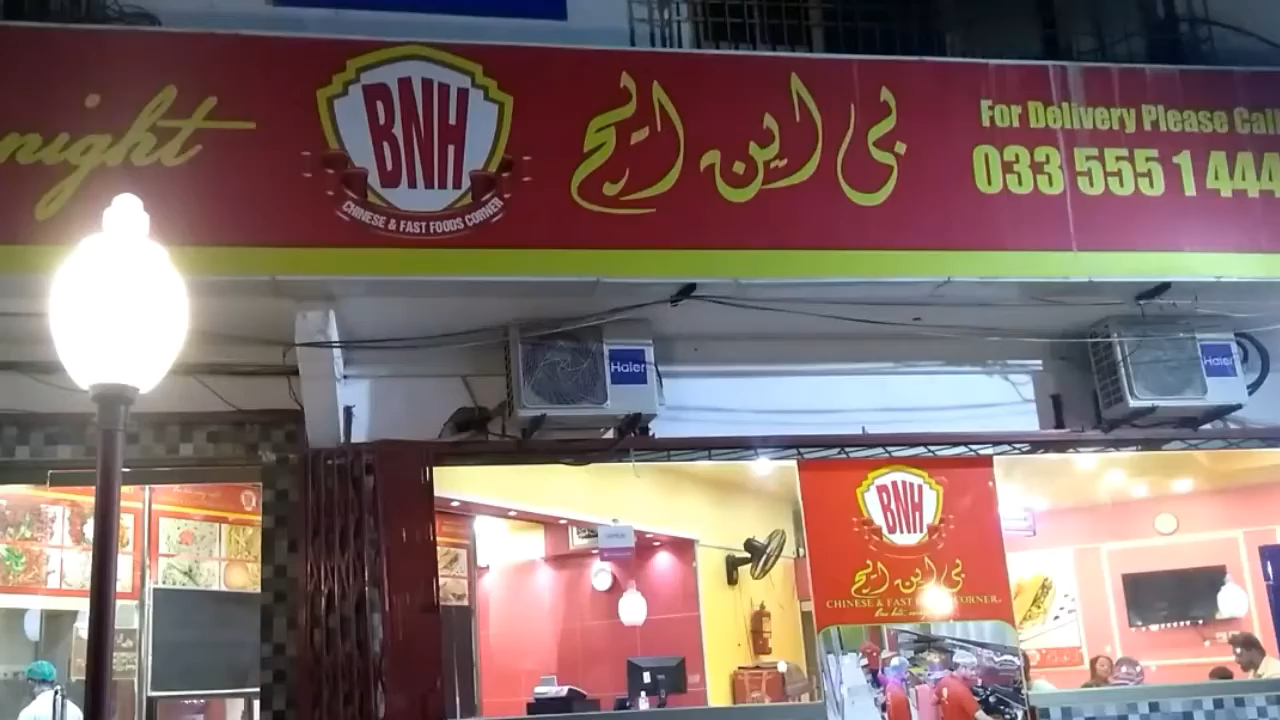 night
BNH
CHINESE & FAST FOODS CORNER
بی این ایچ
For Delivery Please Call
033 555 1 444
Haier
Haier
BNH
بی این ایچ
CHINESE & FAST CORNER